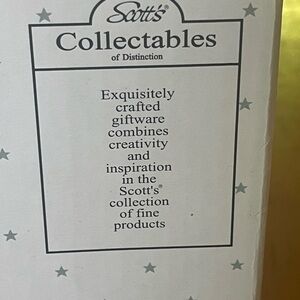 Scott's®
Collectables
of Distinction
Exquisitely
crafted
giftware
combines
creativity
and
inspiration
in the
Scott's®
collection
of fine
products